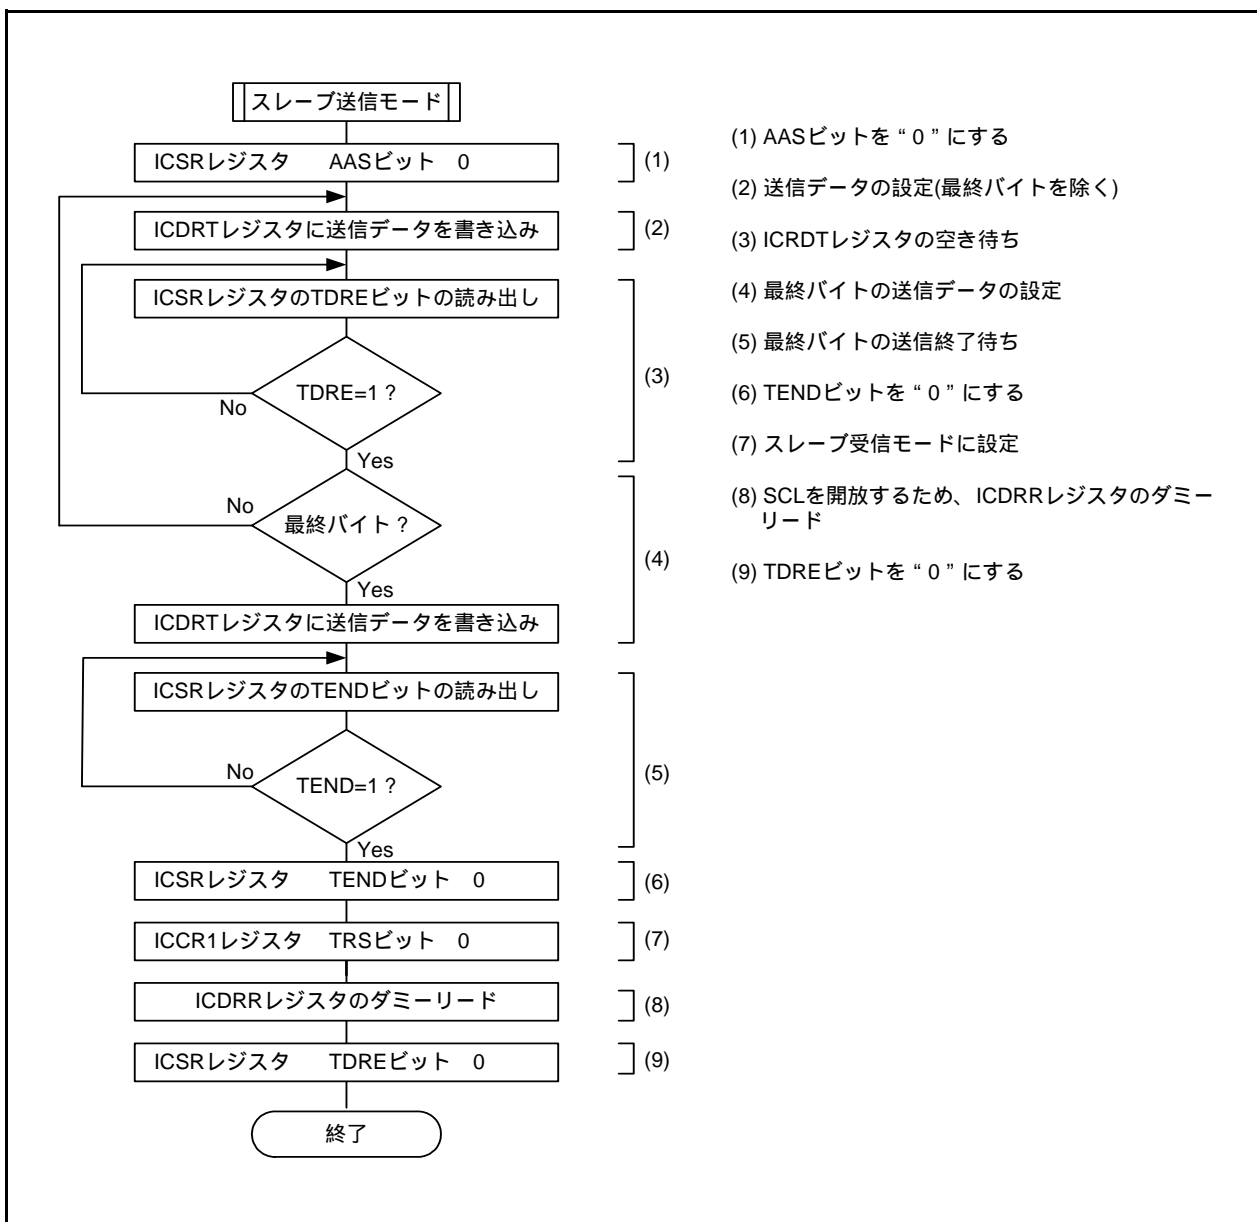 スレーブ送信モード
ICSRレジスタ　AASビット　0
(1)
ICDRTレジスタに送信データを書き込み
(2)
ICSRレジスタのTDREビットの読み出し
TDRE=1 ?
No
(3)
Yes
No
最終バイト ?
(4)
Yes
ICDRTレジスタに送信データを書き込み
ICSRレジスタのTENDビットの読み出し
No
TEND=1 ?
(5)
Yes
ICSRレジスタ　TENDビット　0
(6)
ICCR1レジスタ　TRSビット　0
(7)
ICDRRレジスタのダミーリード
(8)
ICSRレジスタ　TDREビット　0
(9)
終了
(1) AASビットを “ 0 ” にする
(2) 送信データの設定(最終バイトを除く)
(3) ICRDTレジスタの空き待ち
(4) 最終バイトの送信データの設定
(5) 最終バイトの送信終了待ち
(6) TENDビットを “ 0 ” にする
(7) スレーブ受信モードに設定
(8) SCLを開放するため、ICDRRレジスタのダミー
リード
(9) TDREビットを “ 0 ” にする